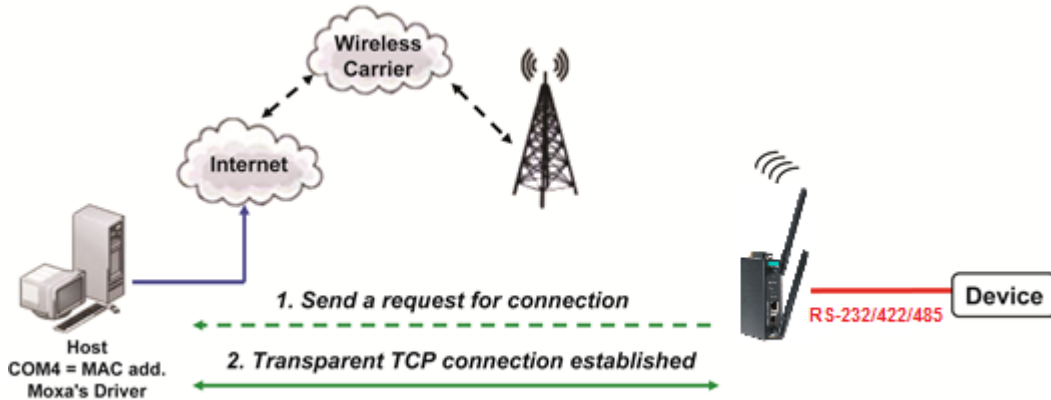 Wireless
Carrier
Internet
1. Send a request for connection
RS-232/422/485
Device
Host
COM4 = MAC add.
Moxa's Driver
2. Transparent TCP connection established